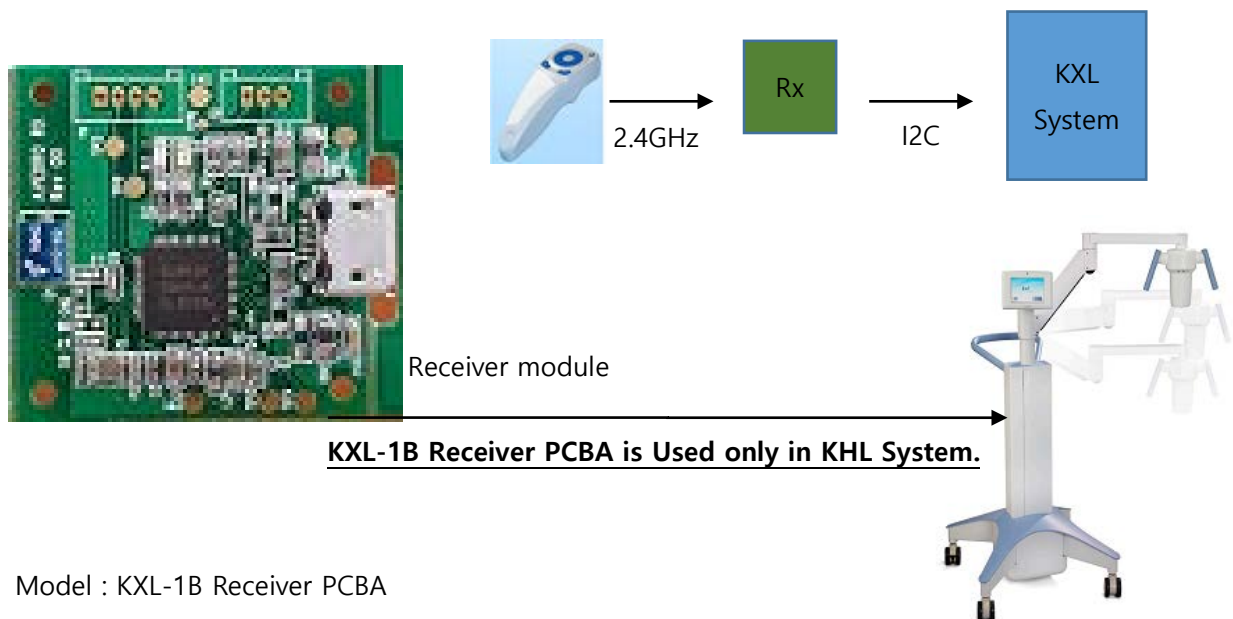 Rx
KXL
System
2.4GHz
I2C
Receiver module
KXL-1B Receiver PCBA is Used only in KHL System.
Model : KXL-1B Receiver PCBA